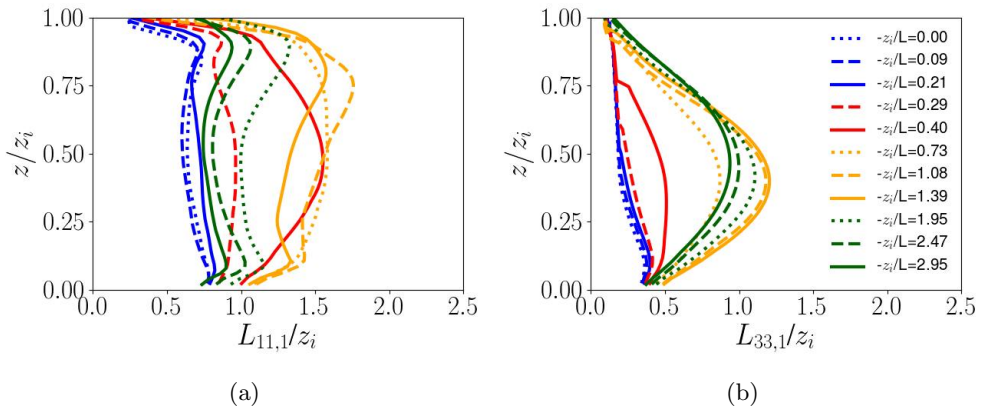 1.00
0.75
0.50
0.25
0.00
z/z_i
0.0 0.5 1.0 1.5 2.0 2.5
L_{11,1}/z_i
(a)
1.00
0.75
0.50
0.25
0.00
z/z_i
0.0 0.5 1.0 1.5 2.0 2.5
L_{33,1}/z_i
-z_i/L=0.00
-z_i/L=0.09
-z_i/L=0.21
-z_i/L=0.29
-z_i/L=0.40
-z_i/L=0.73
-z_i/L=1.08
-z_i/L=1.39
-z_i/L=1.95
-z_i/L=2.47
-z_i/L=2.95
(b)